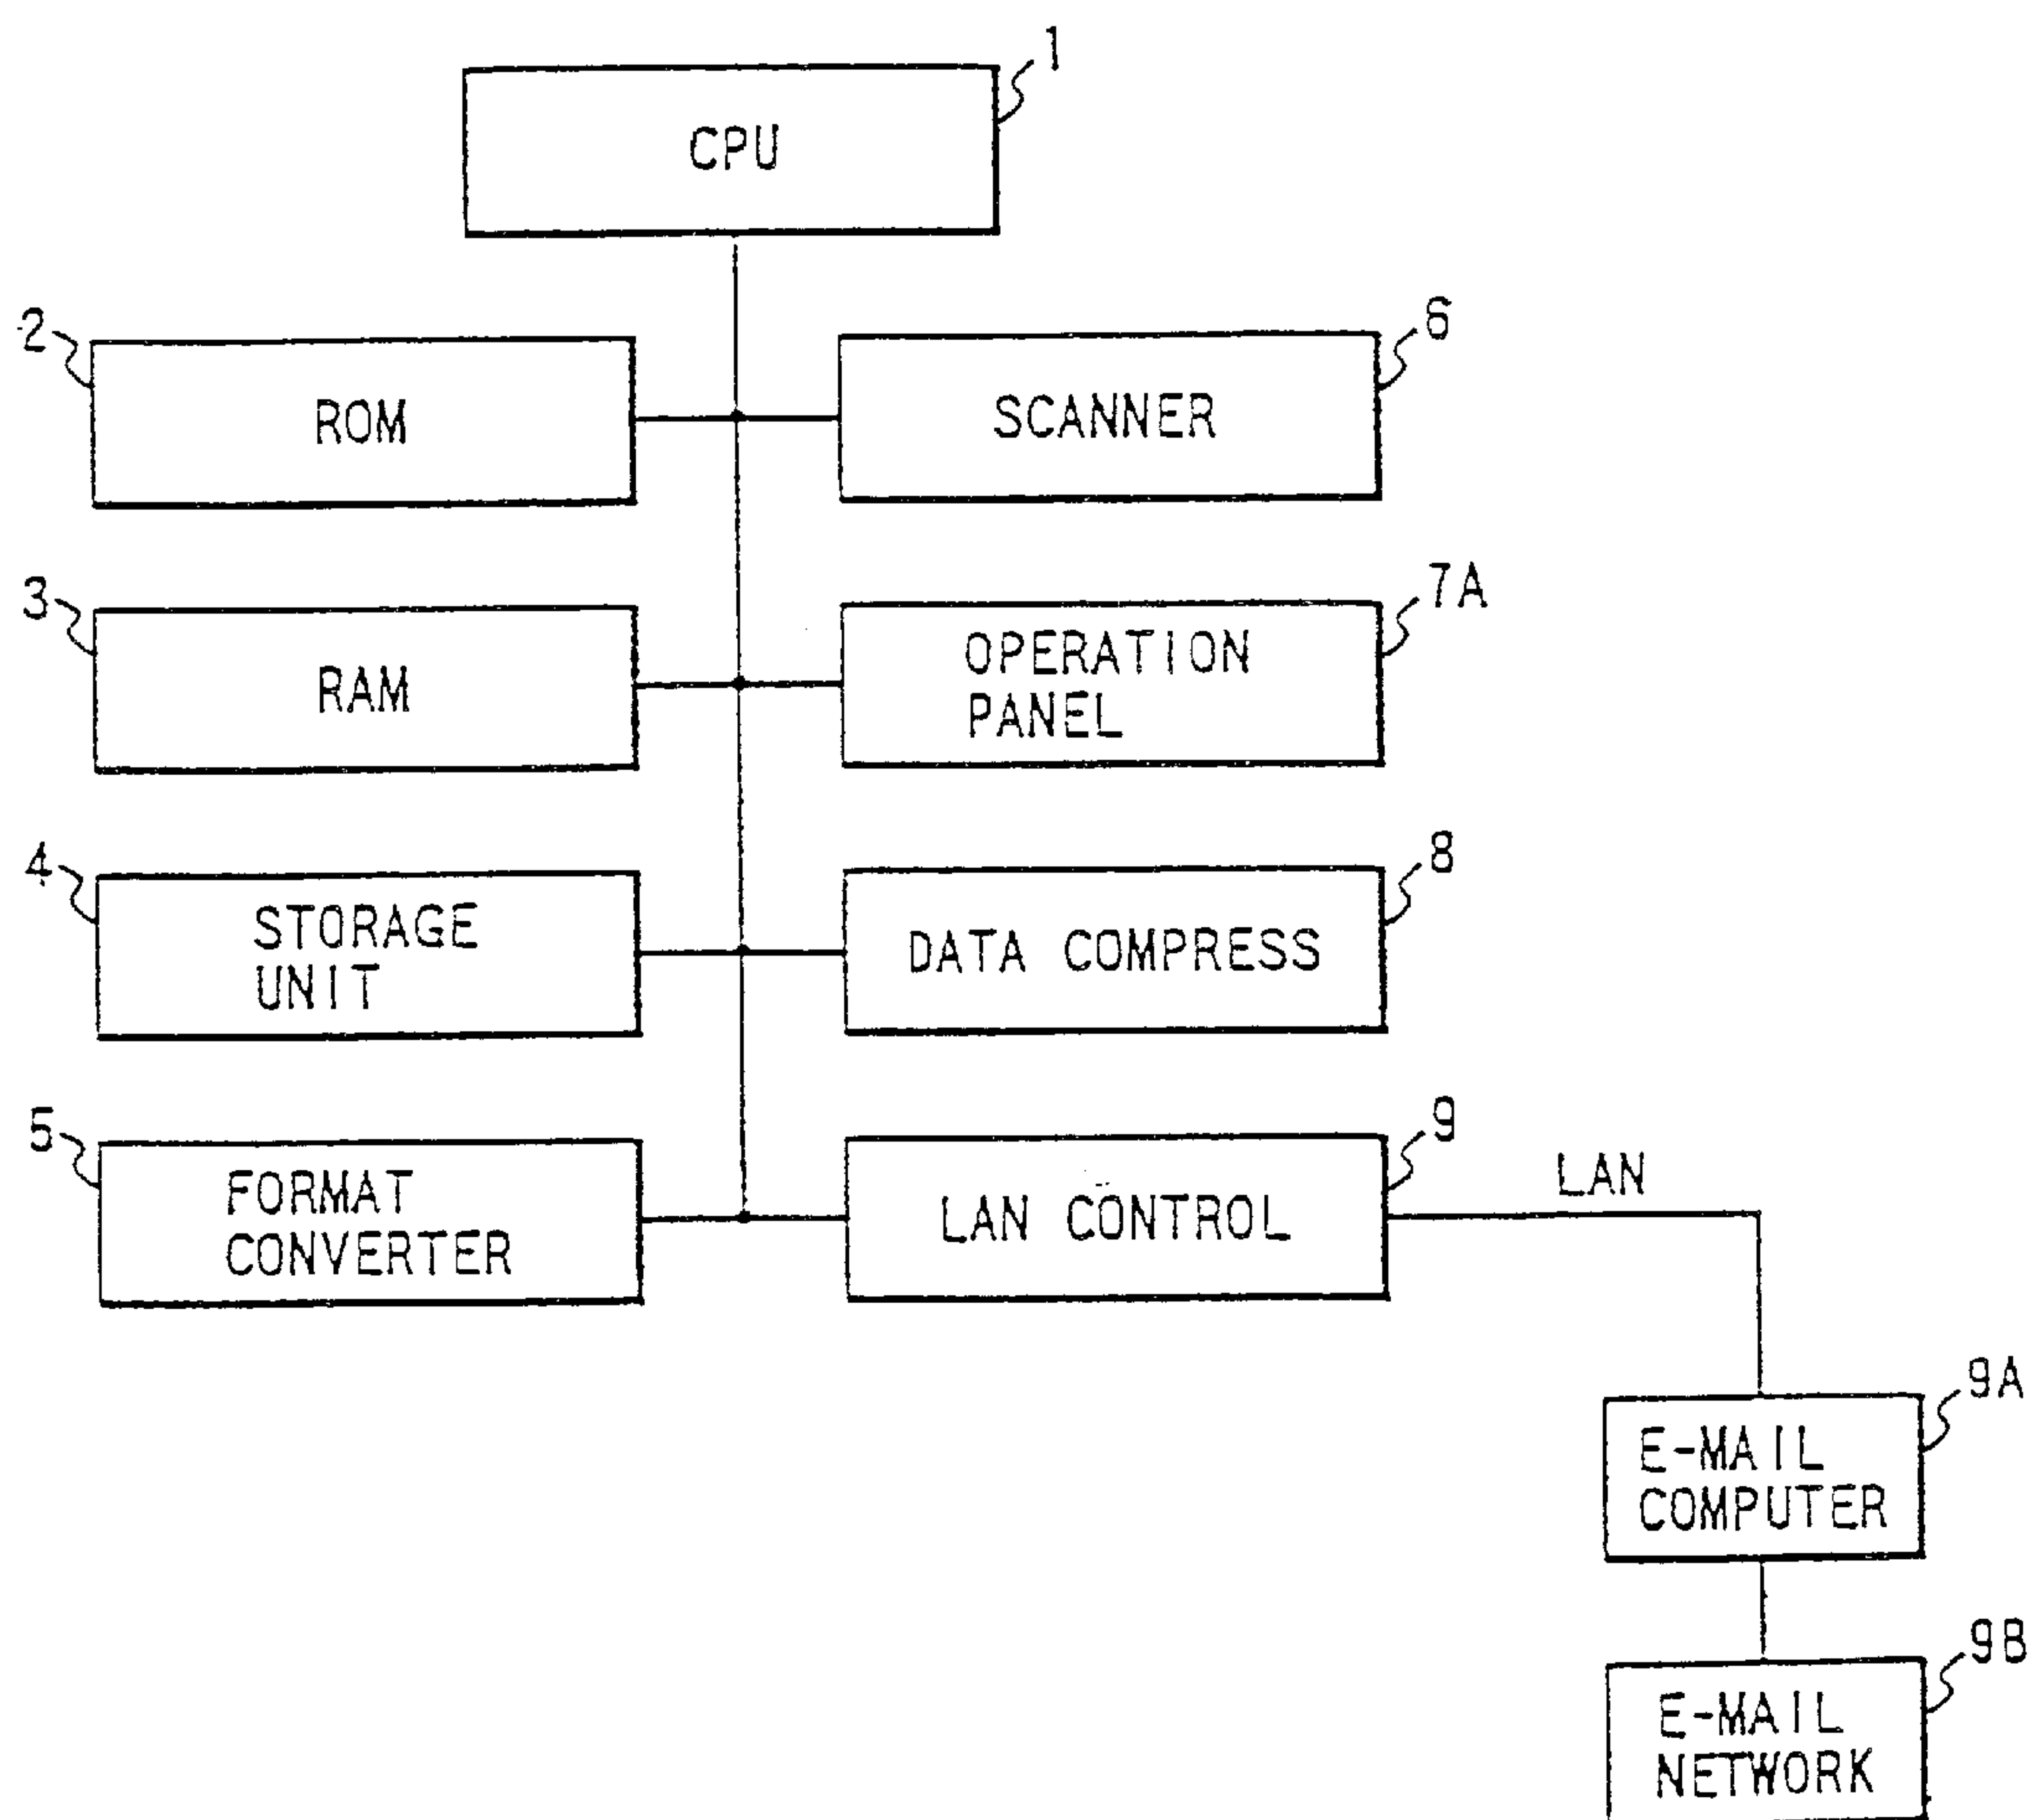 1
CPU
2
ROM
6
SCANNER
3
RAM
7A
OPERATION
PANEL
4
STORAGE
UNIT
8
DATA COMPRESS
5
FORMAT
CONVERTER
9
LAN CONTROL
LAN
9A
E-MAIL
COMPUTER
9B
E-MAIL
NETWORK